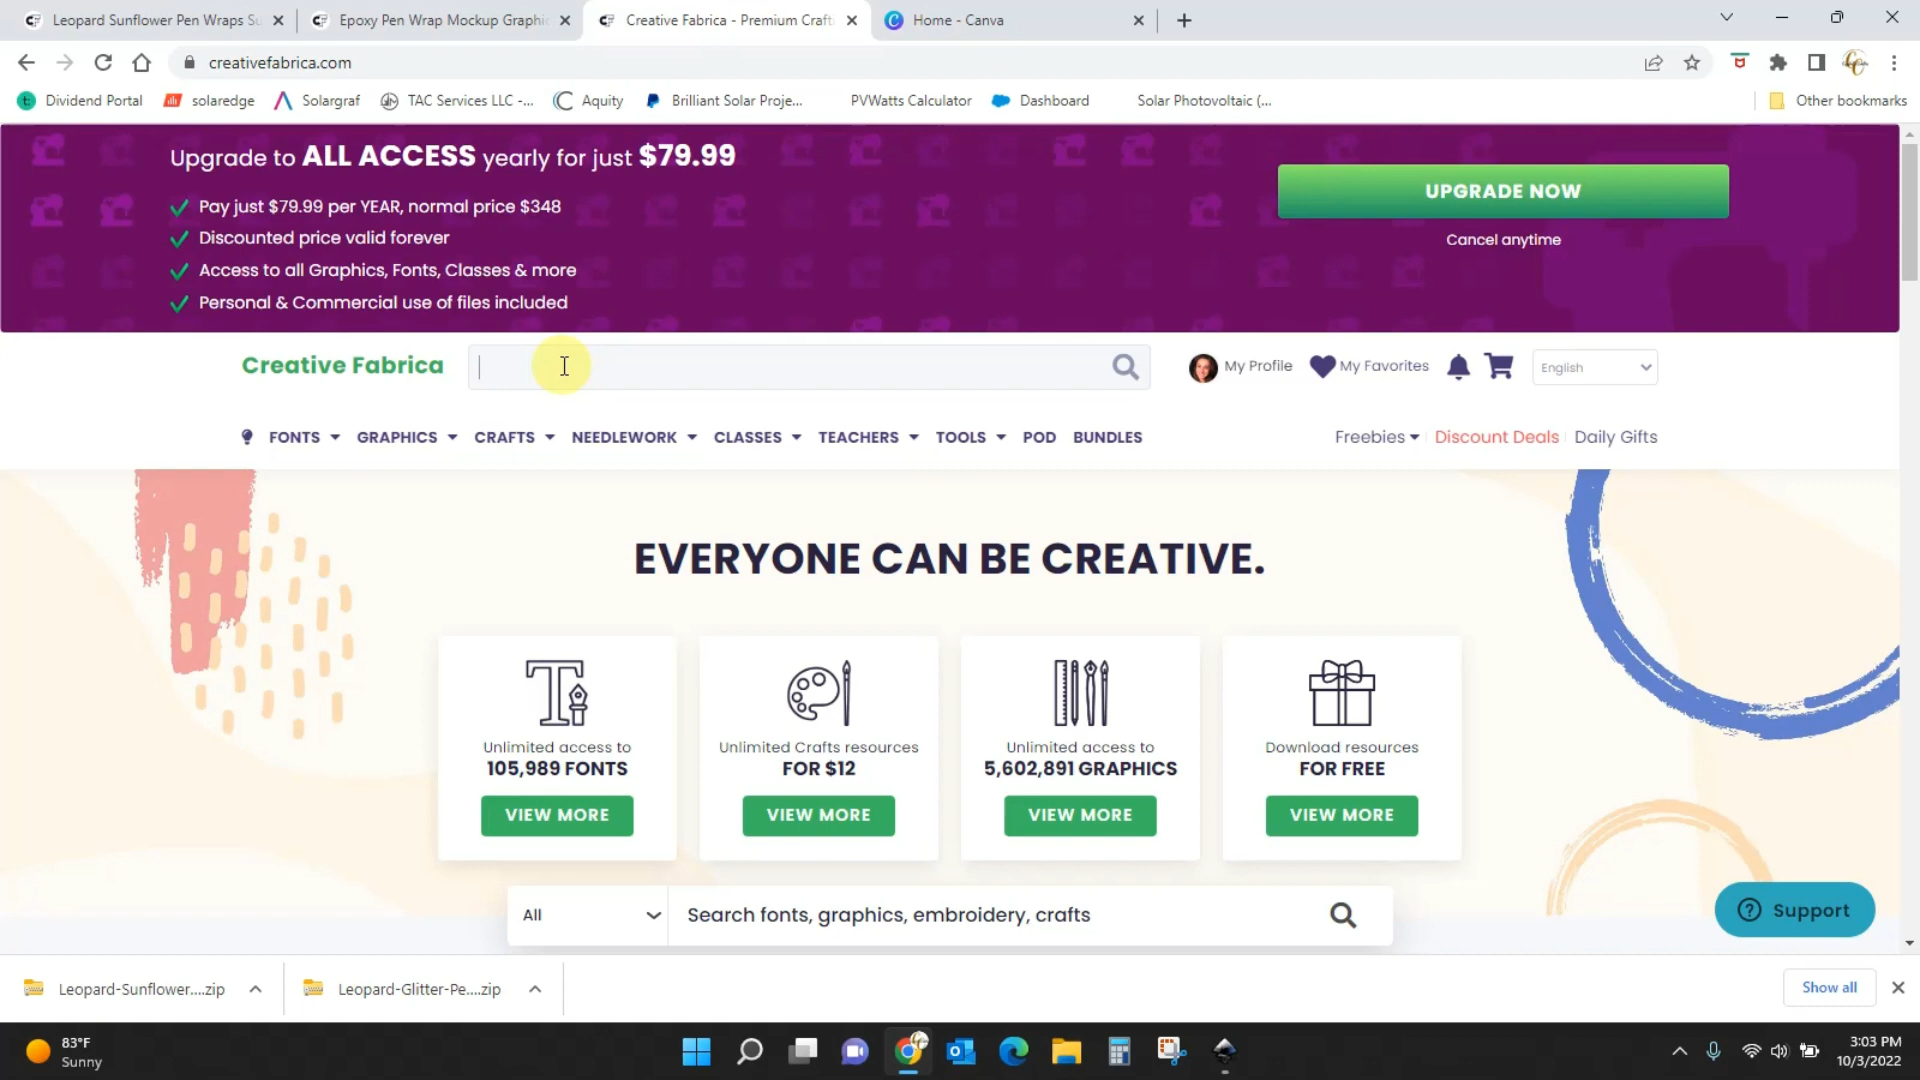 Leopard Sunflower Pen Wraps Su
Epoxy Pen Wrap Mockup Graphic
Creative Fabrica - Premium Craft
Home - Canva
creativefabrica.com
Dividend Portal
solaredge
Solargraf
TAC Services LLC -...
Aquity
Brilliant Solar Proje...
PVWatts Calculator
Dashboard
Solar Photovoltaic (...
Other bookmarks
Upgrade to ALL ACCESS yearly for just $79.99
Pay just $79.99 per YEAR, normal price $348
Discounted price valid forever
Access to all Graphics, Fonts, Classes & more
Personal & Commercial use of files included
UPGRADE NOW
Cancel anytime
Creative Fabrica
My Profile
My Favorites
English
FONTS
GRAPHICS
CRAFTS
NEEDLEWORK
CLASSES
TEACHERS
TOOLS
POD
BUNDLES
Freebies
Discount Deals
Daily Gifts
EVERYONE CAN BE CREATIVE.
Unlimited access to
105,989 FONTS
VIEW MORE
Unlimited Crafts resources
FOR $12
VIEW MORE
Unlimited access to
5,602,891 GRAPHICS
VIEW MORE
Download resources
FOR FREE
VIEW MORE
All
Search fonts, graphics, embroidery, crafts
Support
Leopard-Sunflower....zip
Leopard-Glitter-Pe....zip
Show all
83°F
Sunny
3:03 PM
10/3/2022